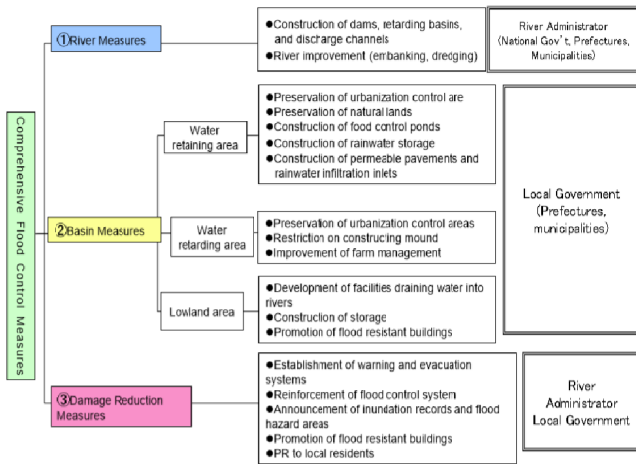 Comprehensive Flood Control Measures
①River Measures
●Construction of dams, retarding basins,
and discharge channels
●River improvement (embanking, dredging)
River Administrator
(National Gov't, Prefectures,
Municipalities)
②Basin Measures
Water
retaining area
●Preservation of urbanization control are
●Preservation of natural lands
●Construction of food control ponds
●Construction of rainwater storage
●Construction of permeable pavements and
rainwater infiltration inlets
Water
retarding area
●Preservation of urbanization control areas
●Restriction on constructing mound
●Improvement of farm management
Lowland area
●Development of facilities draining water into
rivers
●Construction of storage
●Promotion of flood resistant buildings
Local Government
(Prefectures,
municipalities)
③Damage Reduction
Measures
●Establishment of warning and evacuation
systems
●Reinforcement of flood control system
●Announcement of inundation records and flood
hazard areas
●Promotion of flood resistant buildings
●PR to local residents
River
Administrator
Local Government